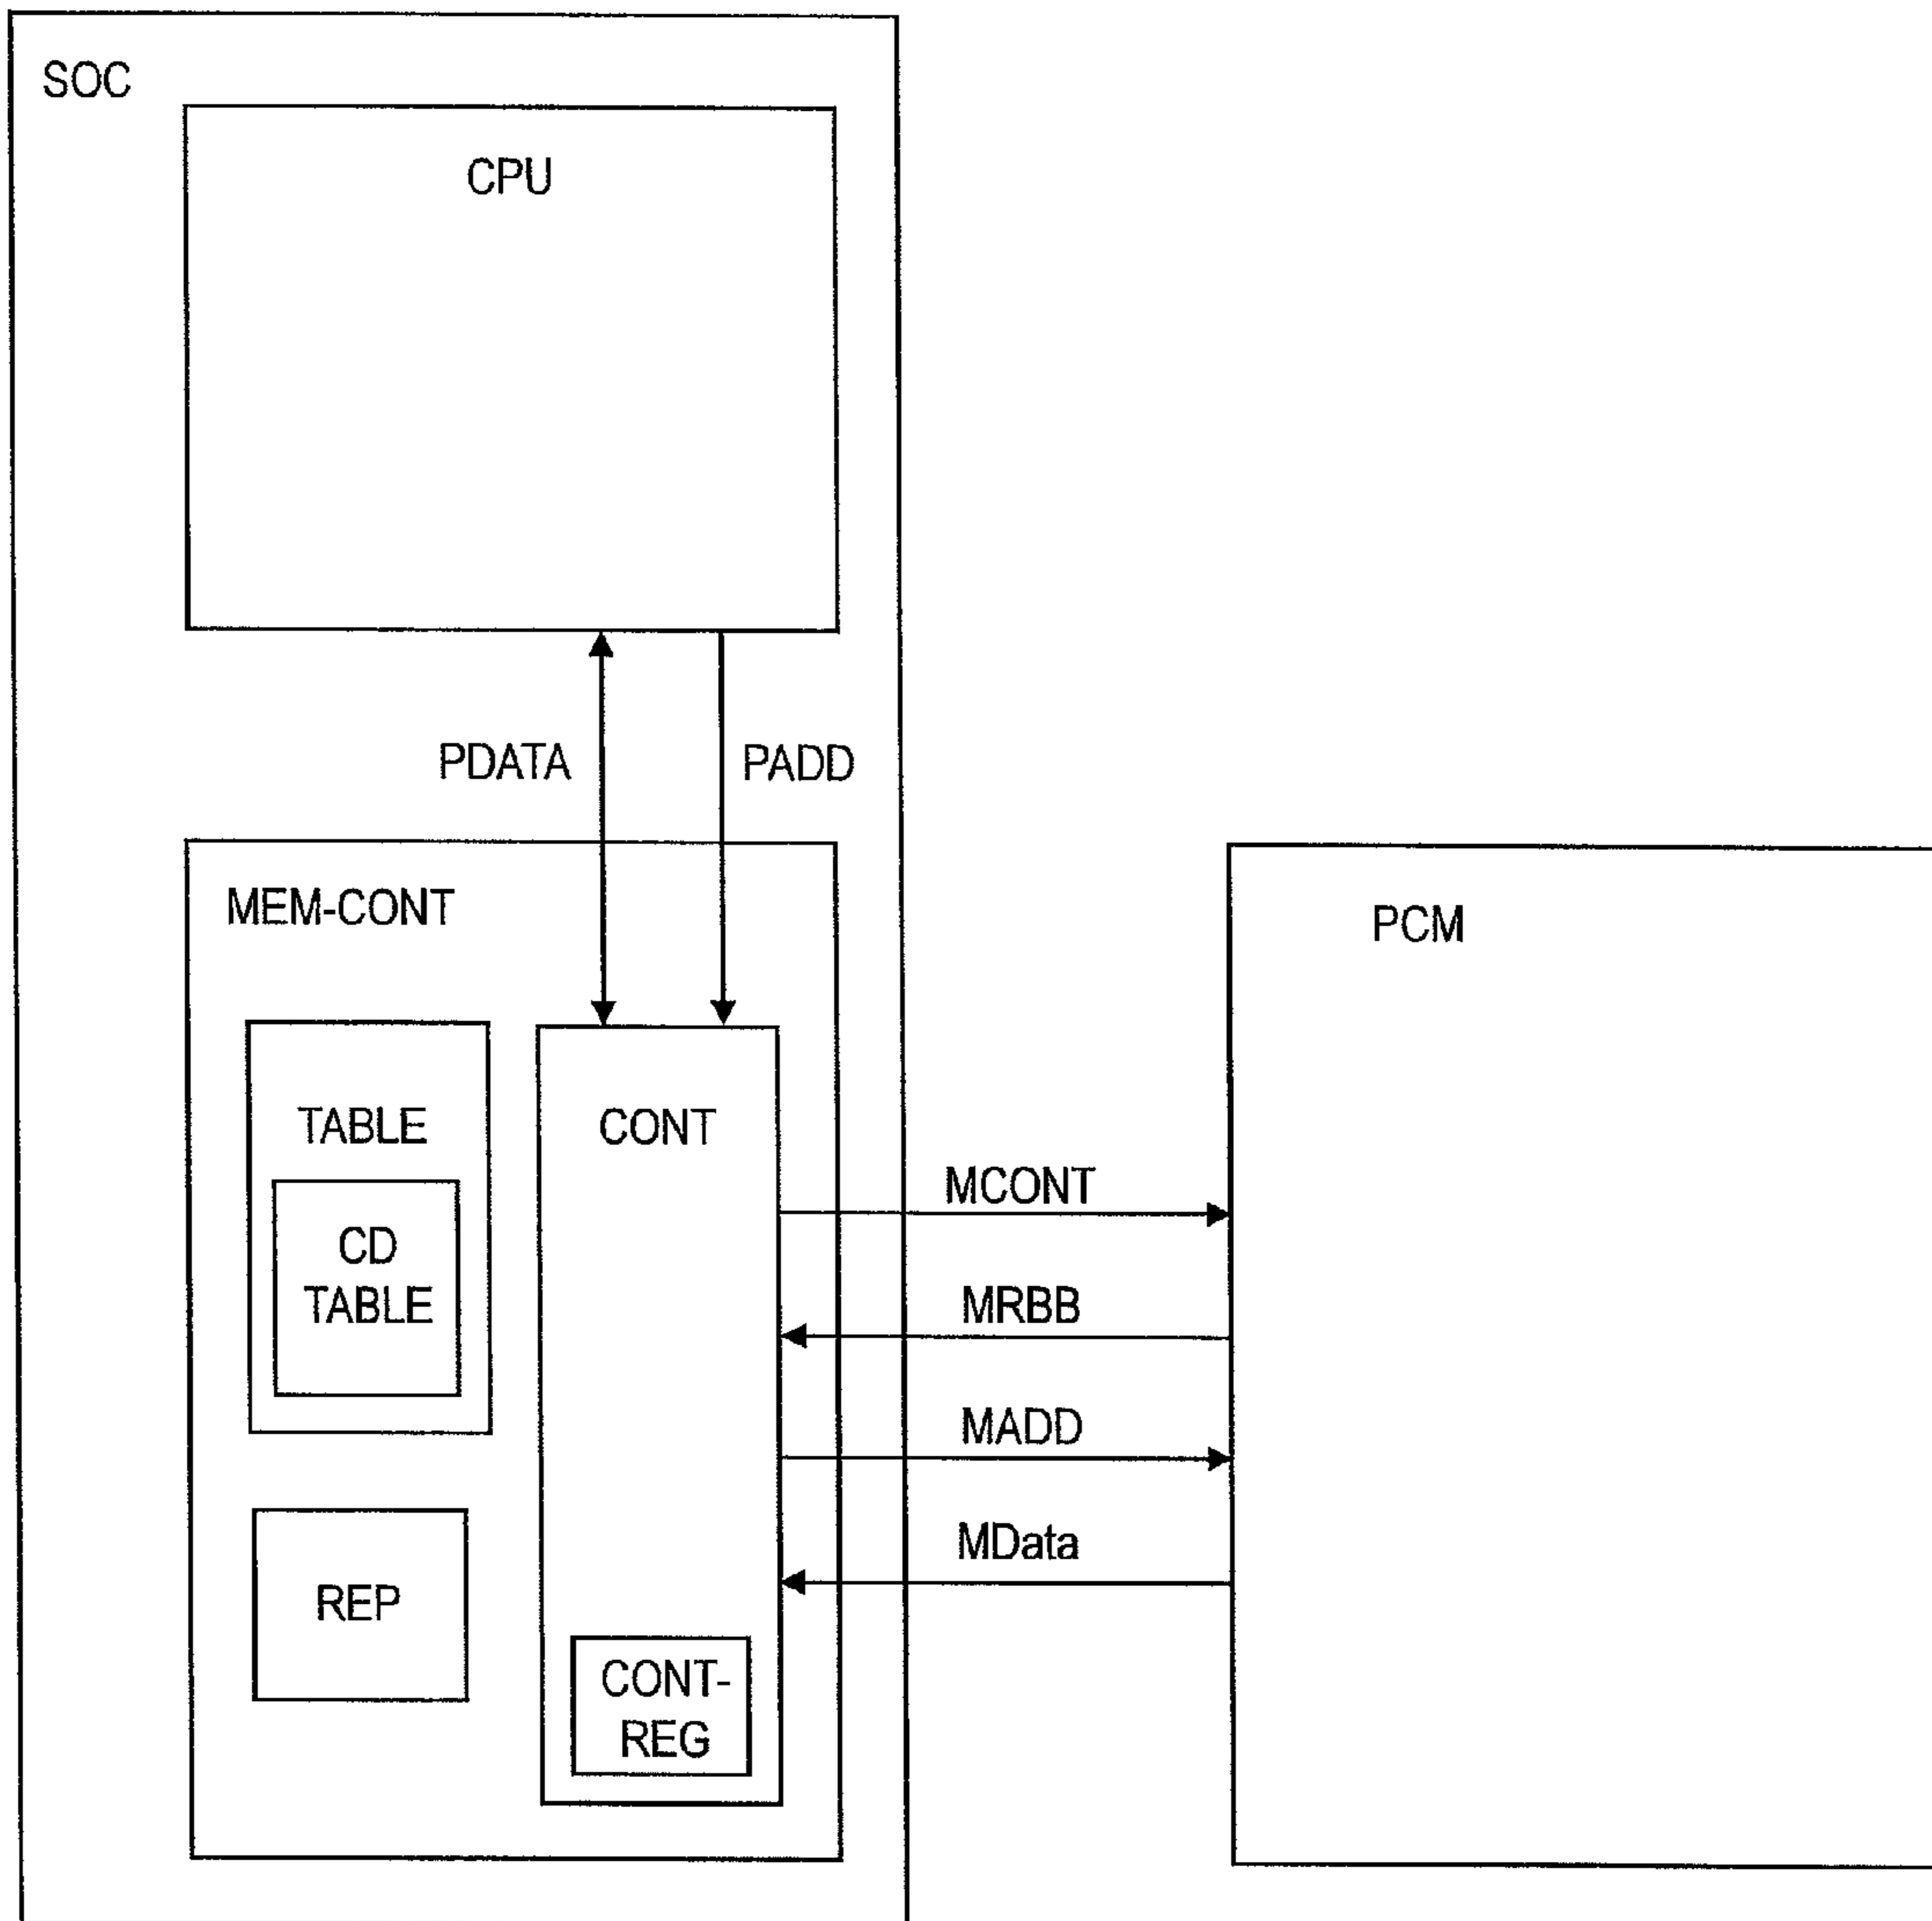 SOC
CPU
PDATA
PADD
MEM-CONT
PCM
TABLE
CONT
CD
TABLE
MCONT
MRBB
MADD
MData
REP
CONT-
REG